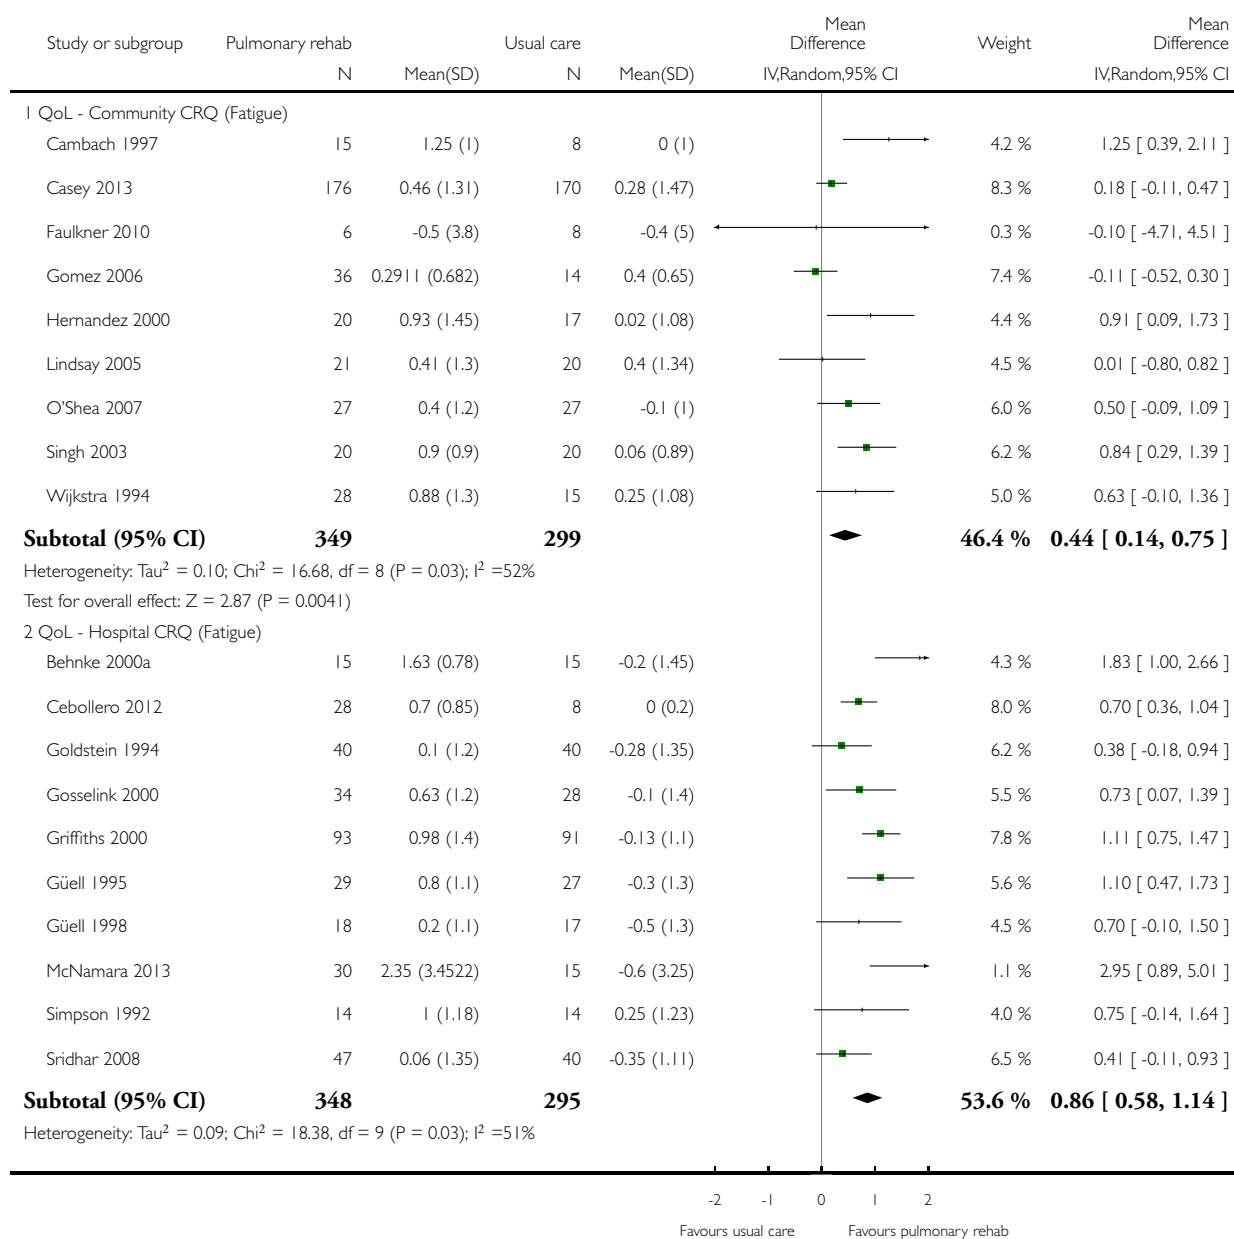 Mean Mean
Study or subgroup Pulmonary rehab Usual care Difference Weight Difference
N Mean(SD) N Mean(SD) IV,Random,95% CI IV,Random,95% CI
1 QoL - Community CRQ (Fatigue)
Cambach 1997 15 1.25 (1) 8 0 (1) 4.2 % 1.25 [ 0.39, 2.11 ]
Casey 2013 176 0.46 (1.31) 170 0.28 (1.47) 8.3 % 0.18 [ -0.11, 0.47 ]
Faulkner 2010 6 -0.5 (3.8) 8 -0.4 (5) 0.3 % -0.10 [ -4.71, 4.51 ]
Gomez 2006 36 0.2911 (0.682) 14 0.4 (0.65) 7.4 % -0.11 [ -0.52, 0.30 ]
Hernandez 2000 20 0.93 (1.45) 17 0.02 (1.08) 4.4 % 0.91 [ 0.09, 1.73 ]
Lindsay 2005 21 0.41 (1.3) 20 0.4 (1.34) 4.5 % 0.01 [ -0.80, 0.82 ]
O'Shea 2007 27 0.4 (1.2) 27 -0.1 (1) 6.0 % 0.50 [ -0.09, 1.09 ]
Singh 2003 20 0.9 (0.9) 20 0.06 (0.89) 6.2 % 0.84 [ 0.29, 1.39 ]
Wijkstra 1994 28 0.88 (1.3) 15 0.25 (1.08) 5.0 % 0.63 [ -0.10, 1.36 ]
Subtotal (95% CI) 349 299 46.4 % 0.44 [ 0.14, 0.75 ]
Heterogeneity: Tau² = 0.10; Chi² = 16.68, df = 8 (P = 0.03); I² =52%
Test for overall effect: Z = 2.87 (P = 0.0041)
2 QoL - Hospital CRQ (Fatigue)
Behnke 2000a 15 1.63 (0.78) 15 -0.2 (1.45) 4.3 % 1.83 [ 1.00, 2.66 ]
Cebollero 2012 28 0.7 (0.85) 8 0 (0.2) 8.0 % 0.70 [ 0.36, 1.04 ]
Goldstein 1994 40 0.1 (1.2) 40 -0.28 (1.35) 6.2 % 0.38 [ -0.18, 0.94 ]
Gosselink 2000 34 0.63 (1.2) 28 -0.1 (1.4) 5.5 % 0.73 [ 0.07, 1.39 ]
Griffiths 2000 93 0.98 (1.4) 91 -0.13 (1.1) 7.8 % 1.11 [ 0.75, 1.47 ]
Güell 1995 29 0.8 (1.1) 27 -0.3 (1.3) 5.6 % 1.10 [ 0.47, 1.73 ]
Güell 1998 18 0.2 (1.1) 17 -0.5 (1.3) 4.5 % 0.70 [ -0.10, 1.50 ]
McNamara 2013 30 2.35 (3.4522) 15 -0.6 (3.25) 1.1 % 2.95 [ 0.89, 5.01 ]
Simpson 1992 14 1 (1.18) 14 0.25 (1.23) 4.0 % 0.75 [ -0.14, 1.64 ]
Sridhar 2008 47 0.06 (1.35) 40 -0.35 (1.11) 6.5 % 0.41 [ -0.11, 0.93 ]
Subtotal (95% CI) 348 295 53.6 % 0.86 [ 0.58, 1.14 ]
Heterogeneity: Tau² = 0.09; Chi² = 18.38, df = 9 (P = 0.03); I² =51%
-2 -1 0 1 2
Favours usual care Favours pulmonary rehab